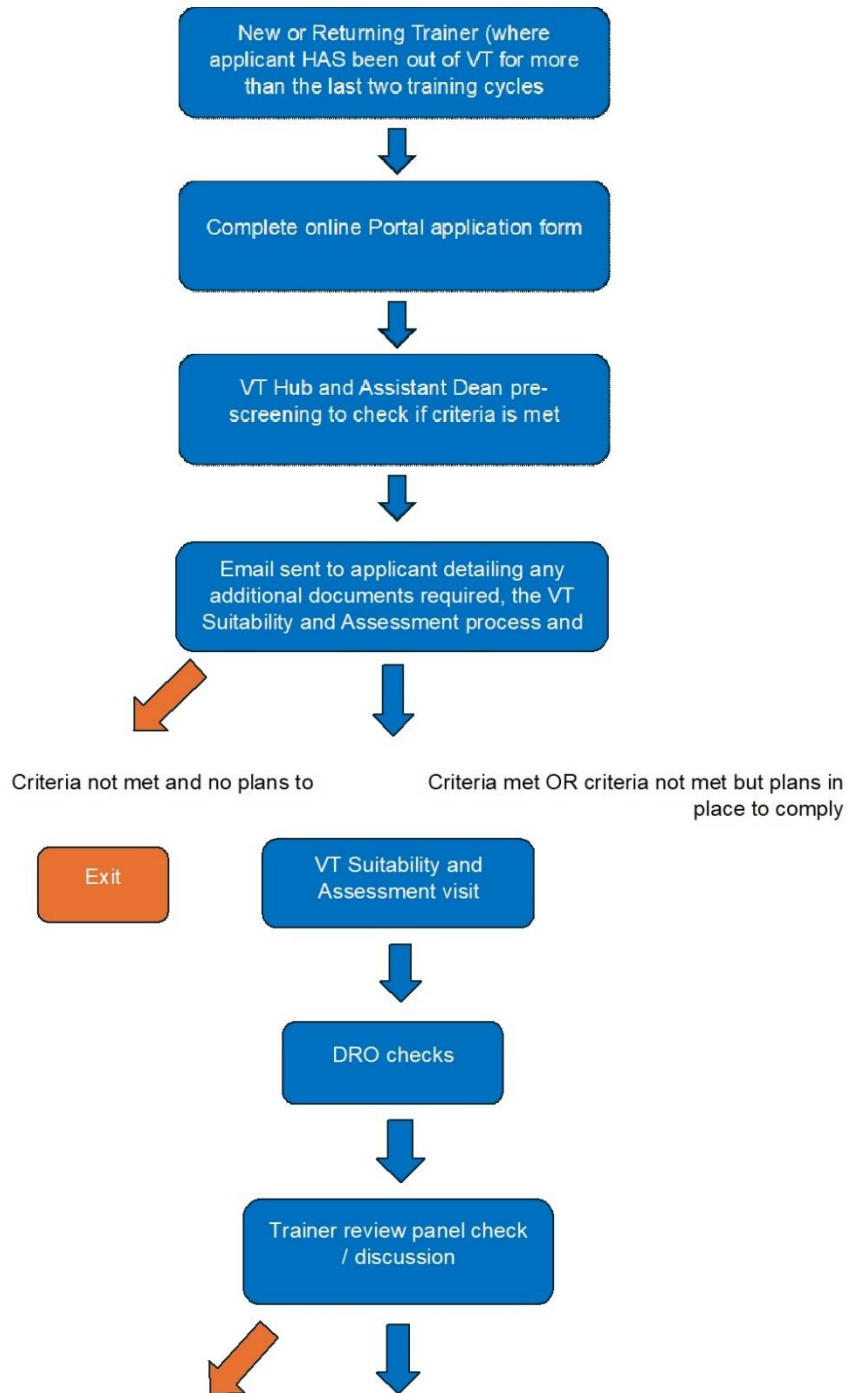 New or Returning Trainer (where
applicant HAS been out of VT for more
than the last two training cycles
Complete online Portal application form
VT Hub and Assistant Dean pre-
screening to check if criteria is met
Email sent to applicant detailing any
additional documents required, the VT
Suitability and Assessment process and
Criteria not met and no plans to
Criteria met OR criteria not met but plans in
place to comply
Exit
VT Suitability and
Assessment visit
DRO checks
Trainer review panel check
/ discussion